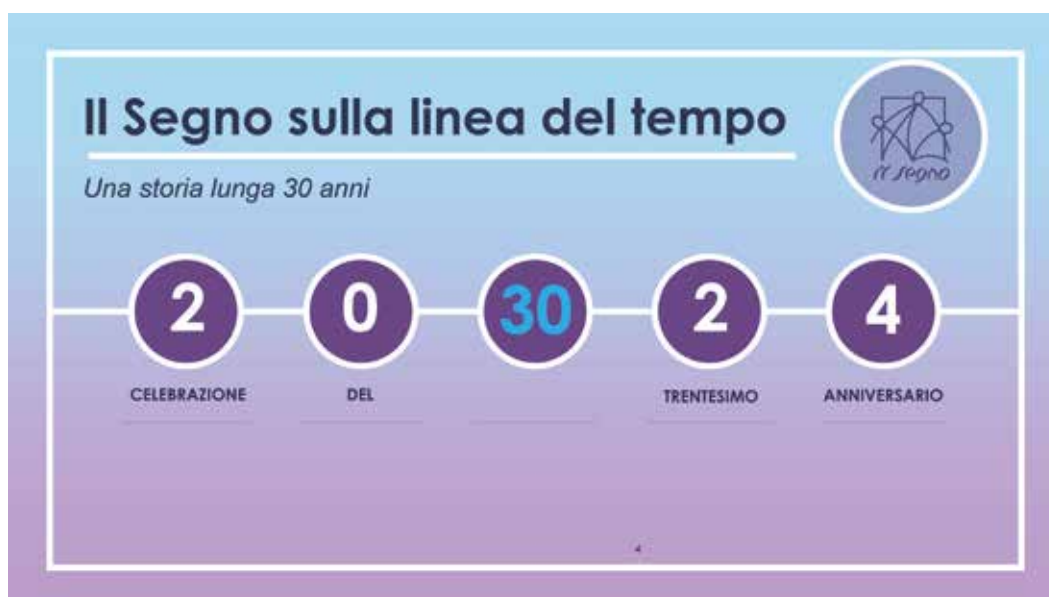 Il Segno sulla linea del tempo
il segno
Una storia lunga 30 anni
2 0 30 2 4
CELEBRAZIONE DEL TRENTESIMO ANNIVERSARIO
4